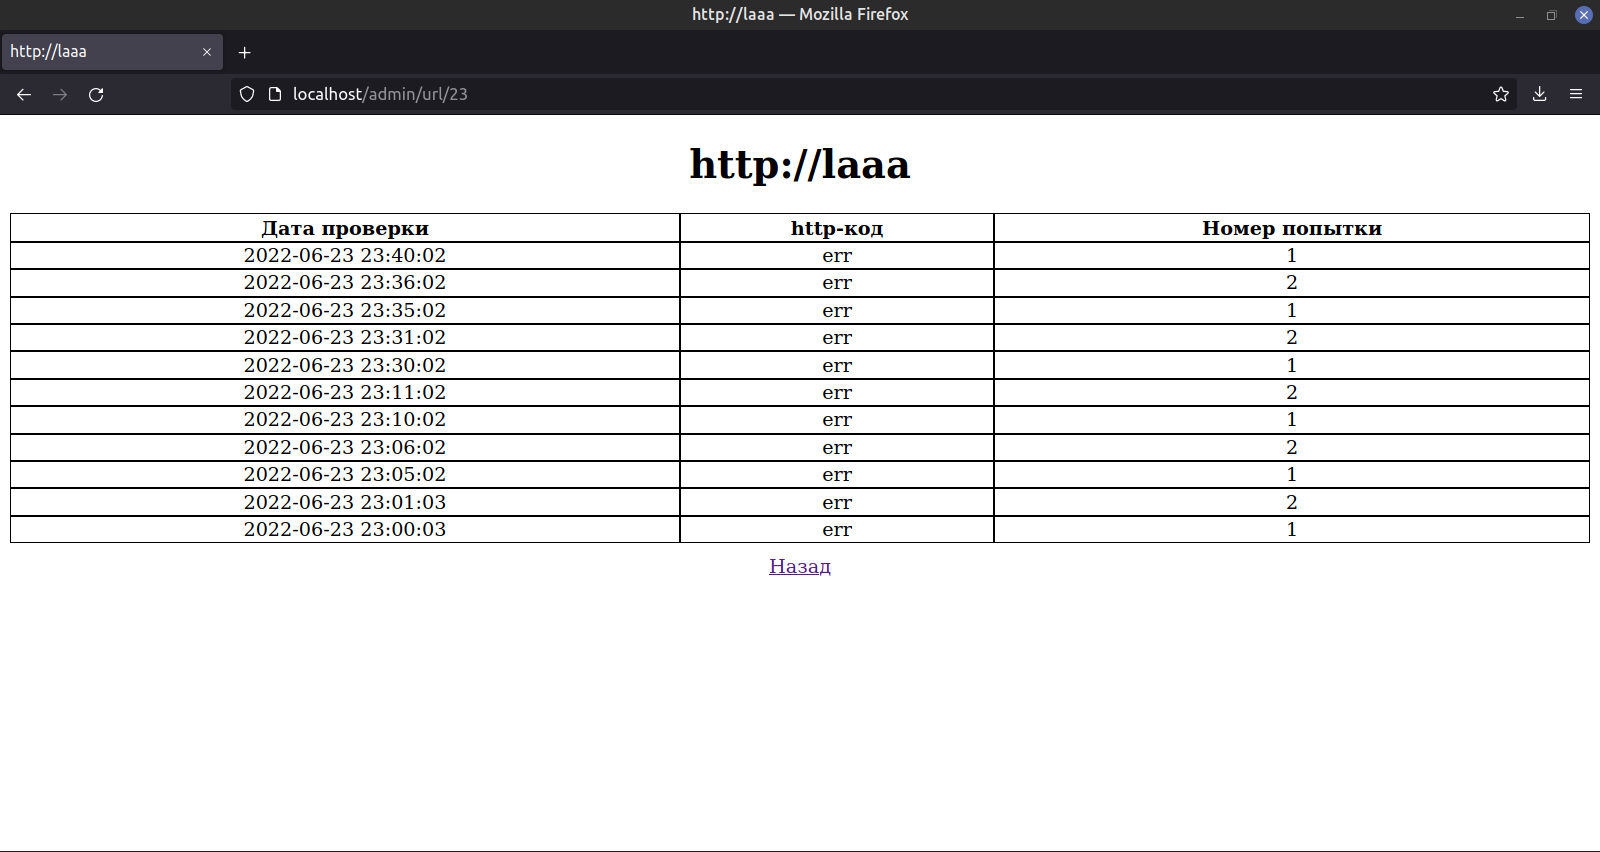 http://laaa — Mozilla Firefox
http://laaa
localhost/admin/url/23
http://laaa
Дата проверки http-код Номер попытки
2022-06-23 23:40:02 err 1
2022-06-23 23:36:02 err 2
2022-06-23 23:35:02 err 1
2022-06-23 23:31:02 err 2
2022-06-23 23:30:02 err 1
2022-06-23 23:11:02 err 2
2022-06-23 23:10:02 err 1
2022-06-23 23:06:02 err 2
2022-06-23 23:05:02 err 1
2022-06-23 23:01:03 err 2
2022-06-23 23:00:03 err 1
Назад